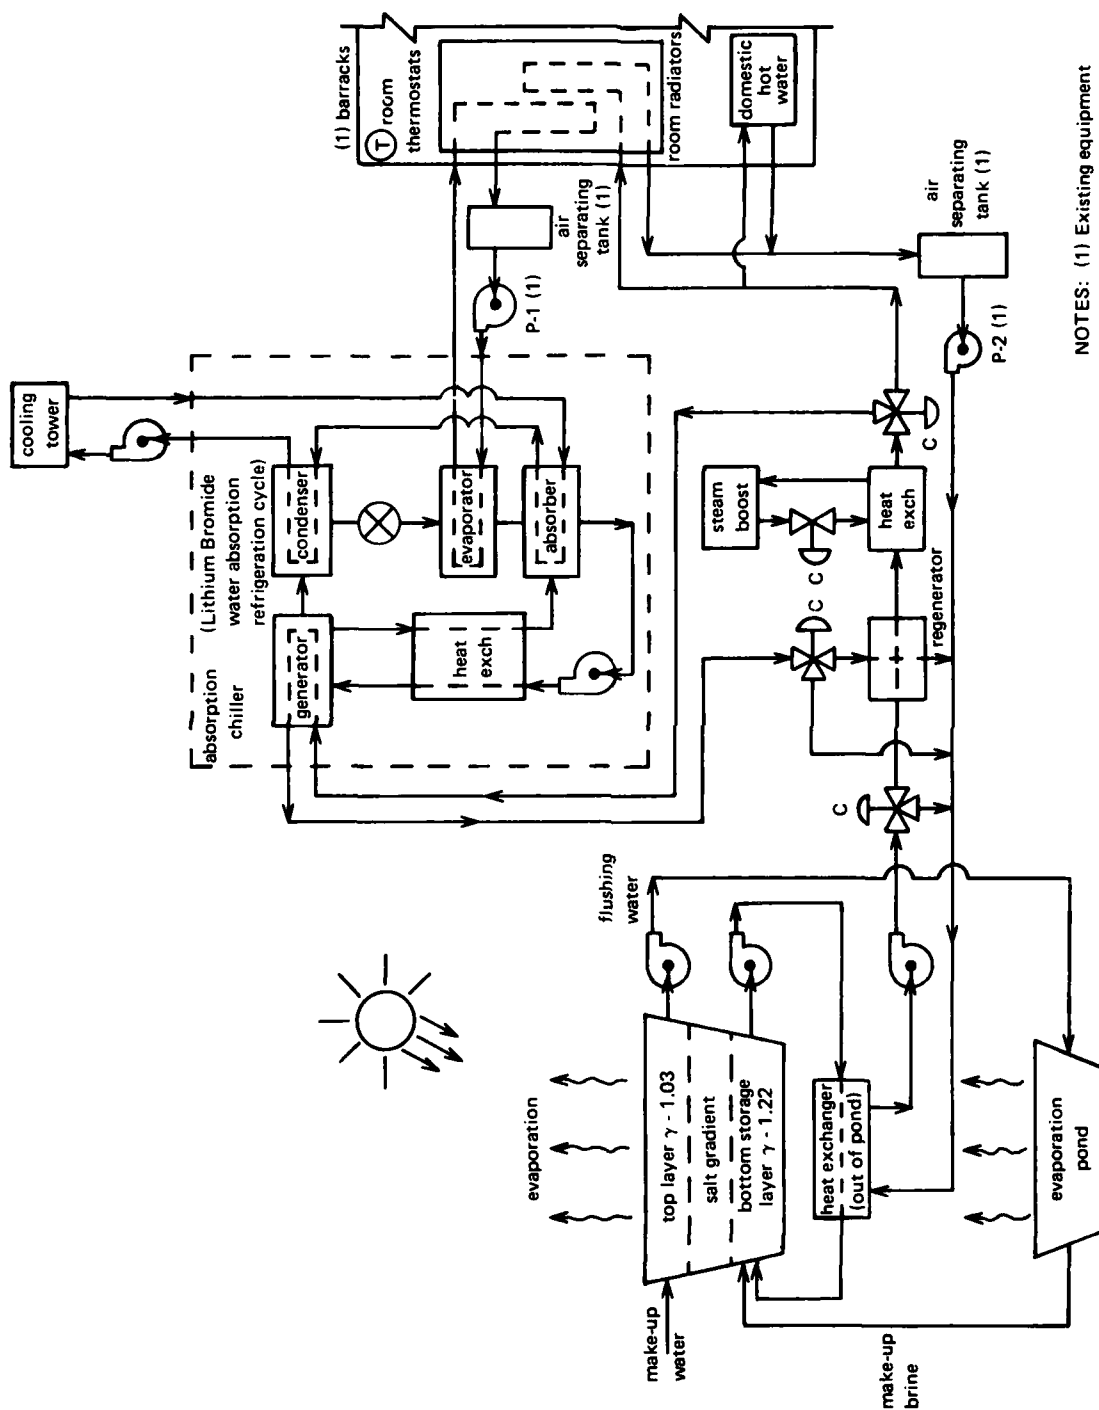 cooling
tower
absorption
chiller
(Lithium Bromide
water absorption
refrigeration cycle)
generator
condenser
heat
exch
evaporator
absorber
P-1 (1)
air
separating
tank (1)
(1) barracks
T
room
thermostats
room radiators
domestic
hot
water
evaporation
make-up
water
top layer γ - 1.03
salt gradient
bottom storage
layer γ - 1.22
flushing
water
heat exchanger
(out of pond)
make-up
brine
evaporation
pond
C
C
C
steam
boost
regenerator
heat
exch
C
P-2 (1)
air
separating
tank (1)
NOTES: (1) Existing equipment